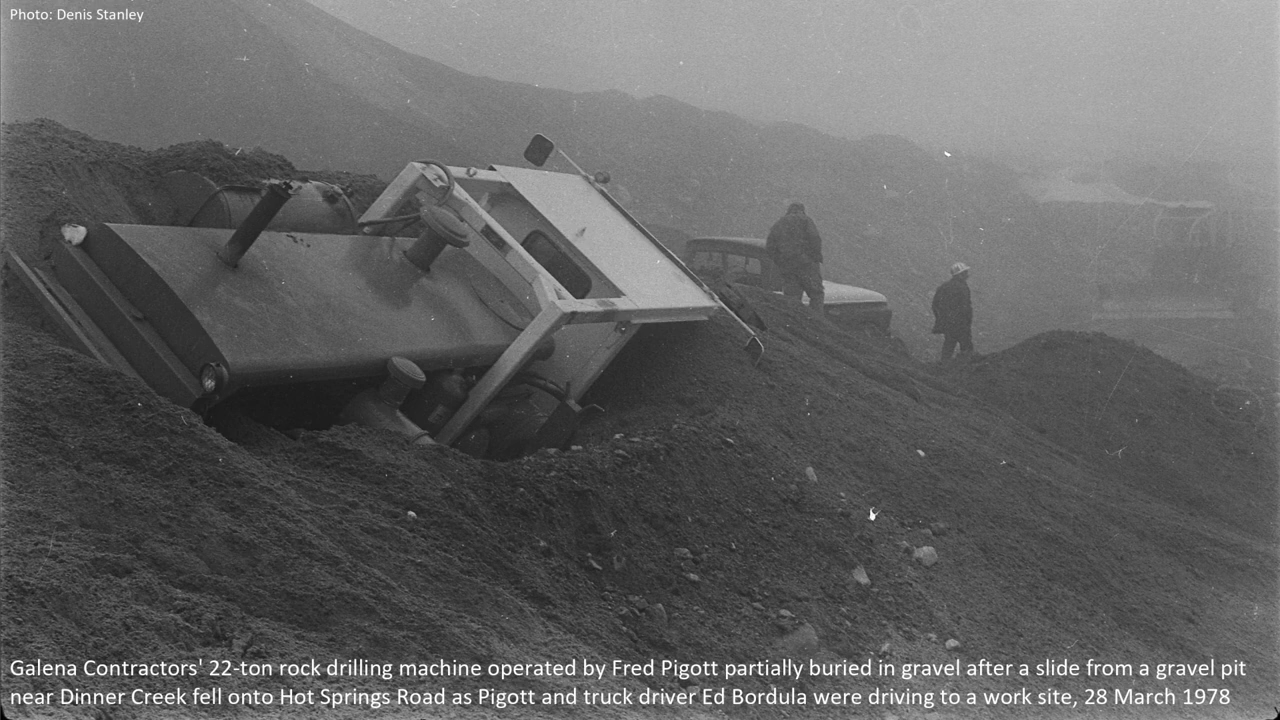 Photo: Denis Stanley
Galena Contractors' 22-ton rock drilling machine operated by Fred Pigott partially buried in gravel after a slide from a gravel pit
near Dinner Creek fell onto Hot Springs Road as Pigott and truck driver Ed Bordula were driving to a work site, 28 March 1978